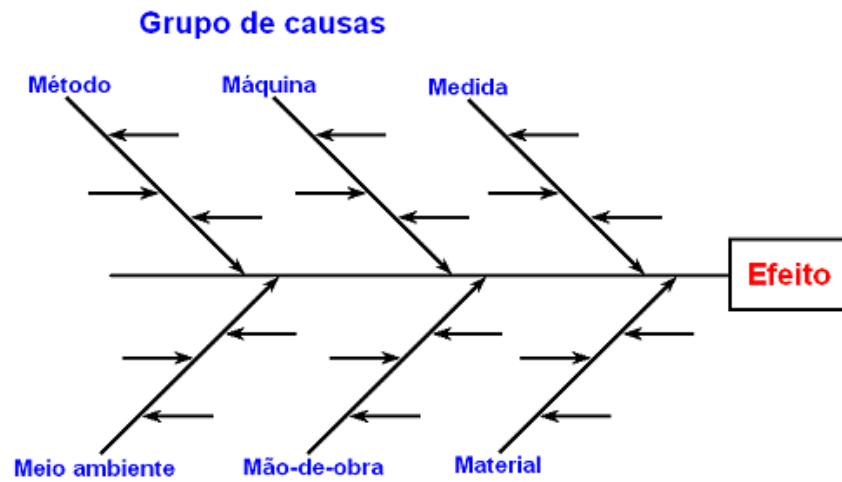 Grupo de causas
Método
Máquina
Medida
Efeito
Meio ambiente
Mão-de-obra
Material